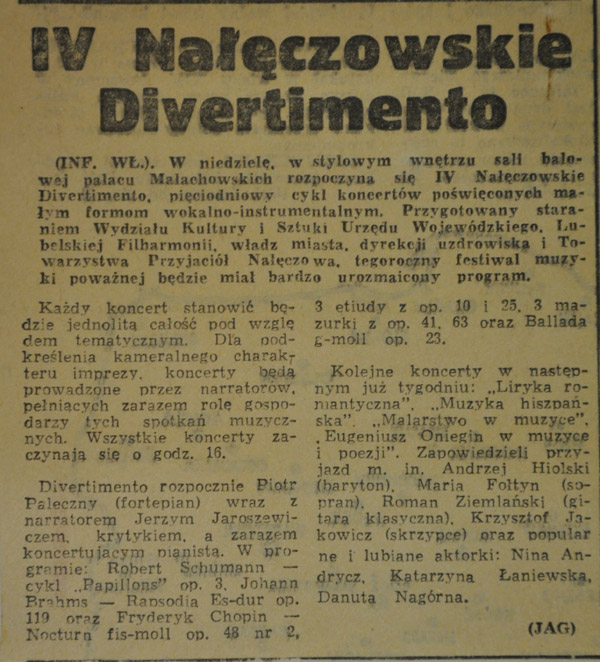 IV Nałęczowskie
Divertimento
(INF. WŁ.). W niedzielę, w stylowym wnętrzu sali balo-
wej pałacu Małachowskich rozpoczyna się IV Nałęczowskie
Divertimento, pięciodniowy cykl koncertów poświęconych ma-
łym formom wokalno-instrumentalnym. Przygotowany stara-
niem Wydziału Kultury i Sztuki Urzędu Wojewódzkiego, Lu-
belskiej Filharmonii, władz miasta, dyrekcji uzdrowiska i To-
warzystwa Przyjaciół Nałęczowa, tegoroczny festiwal muzy-
ki poważnej będzie miał bardzo urozmaicony program.
Każdy koncert stanowić bę-
dzie jednolitą całość pod wzglę
dem tematycznym. Dla pod-
kreślenia kameralnego charak-
teru imprezy, koncerty będą
prowadzone przez narratorów,
pełniących zarazem rolę gospo-
darzy tych spotkań muzycz-
nych. Wszystkie koncerty za-
czynają się o godz. 16.
Divertimento rozpocznie Piotr
Paleczny (fortepian) wraz z
narratorem Jerzym Jaroszewi-
czem, krytykiem, a zarazem
koncertującym pianistą. W pro-
gramie: Robert Schumann —
cykl „Papillons" op. 3, Johann
Brahms — Rapsodia Es-dur op.
119 oraz Fryderyk Chopin —
Nocturn fis-moll op. 48 nr 2,
3 etiudy z op. 10 i 25, 3 ma-
zurki z op. 41, 63 oraz Ballada
g-moll op. 23.
Kolejne koncerty w następ-
nym już tygodniu: „Liryka ro-
mantyczna", „Muzyka hiszpań-
ska", „Malarstwo w muzyce",
„Eugeniusz Oniegin w muzyce
i poezji". Zapowiedzieli przy-
jazd m. in. Andrzej Hiolski
(baryton), Maria Fołtyn (so-
pran), Roman Ziemlański (gi-
tara klasyczna), Krzysztof Ja-
kowicz (skrzypce) oraz popular
ne i lubiane aktorki: Nina An-
drycz, Katarzyna Łaniewska,
Danuta Nagórna.
(JAG)